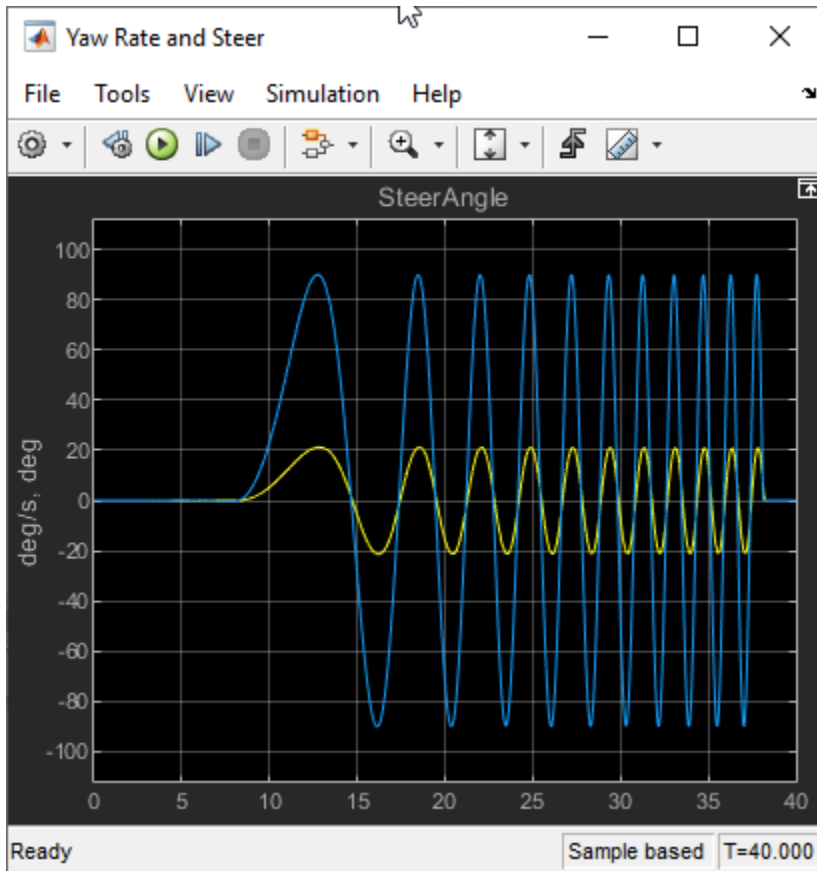 Yaw Rate and Steer
File Tools View Simulation Help
SteerAngle
deg/s, deg
100
80
60
40
20
0
-20
-40
-60
-80
-100
0 5 10 15 20 25 30 35 40
Ready Sample based T=40.000